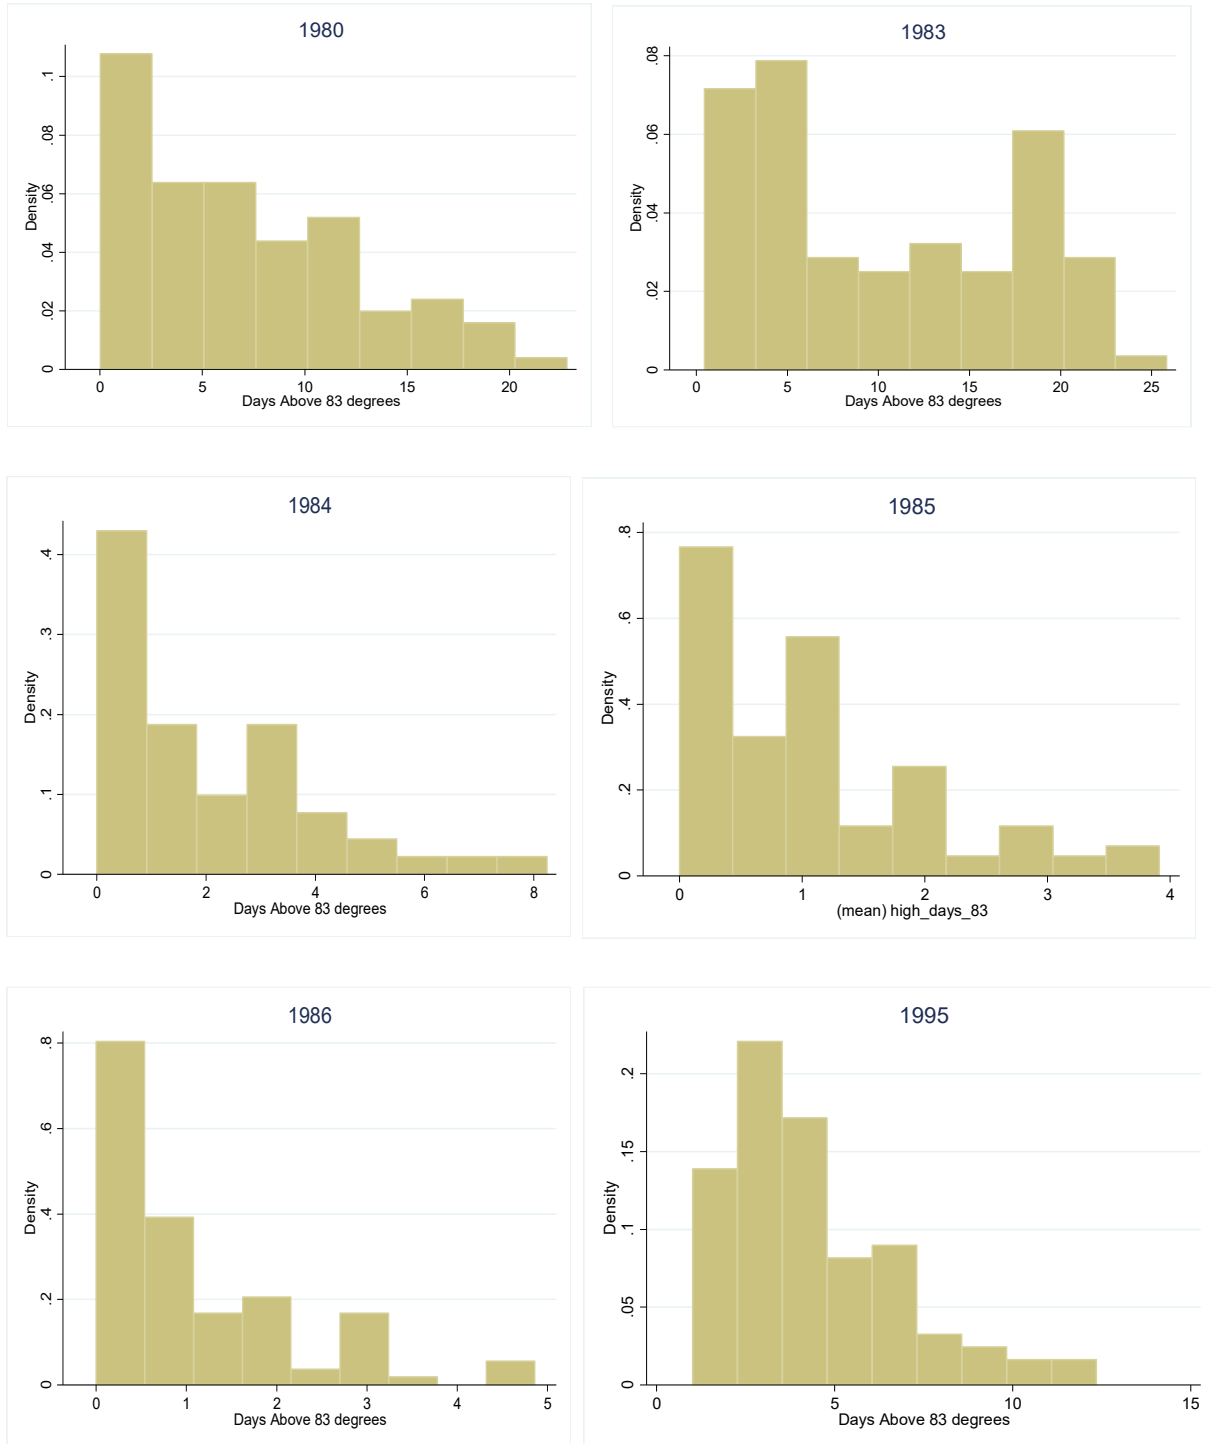 1980
Density
.1
.08
.06
.04
.02
0
0 5 10 15 20
Days Above 83 degrees
1983
Density
.08
.06
.04
.02
0
0 5 10 15 20 25
Days Above 83 degrees
1984
Density
.4
.3
.2
.1
0
0 2 4 6 8
Days Above 83 degrees
1985
Density
.8
.6
.4
.2
0
0 1 2 3 4
(mean) high_days_83
1986
Density
.8
.6
.4
.2
0
0 1 2 3 4 5
Days Above 83 degrees
1995
Density
.2
.15
.1
.05
0
0 5 10 15
Days Above 83 degrees